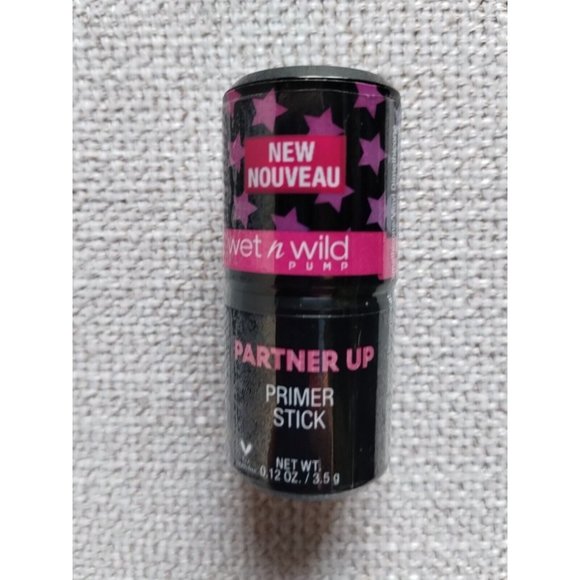 NEW
NOUVEAU
wet n wild
PUMP
PARTNER UP
PRIMER
STICK
NET WT.
0.12 OZ. / 3.5 g